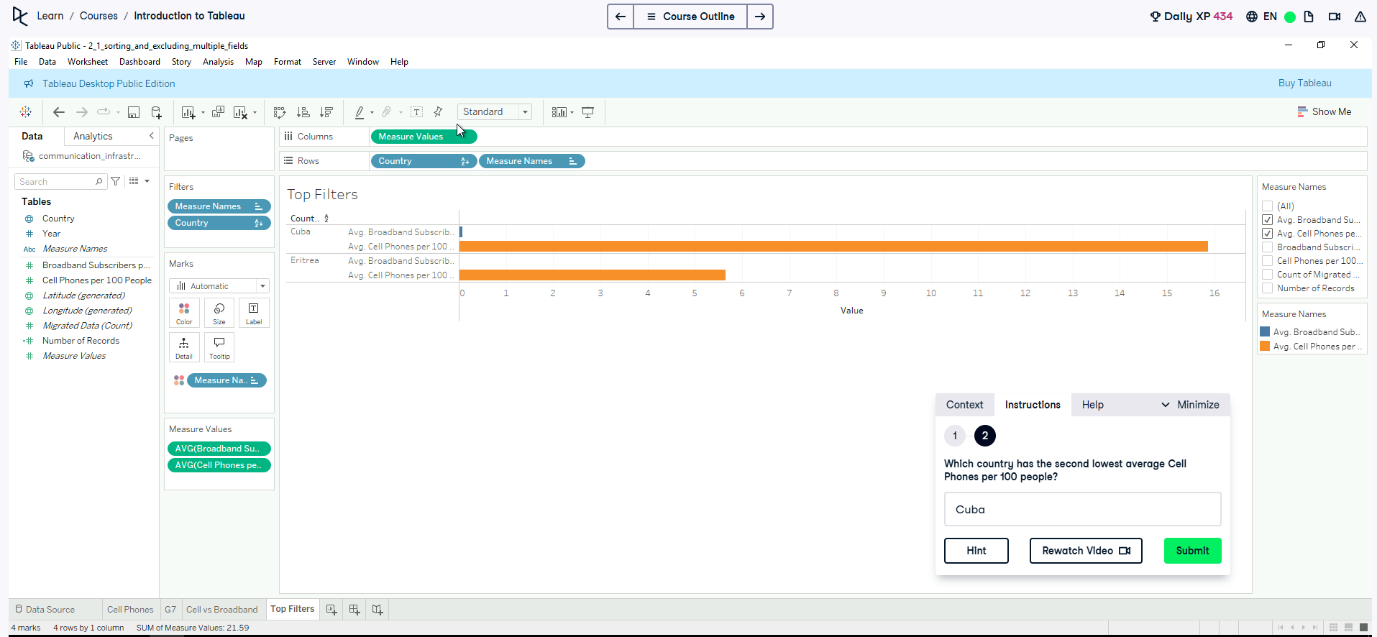 Learn / Courses / Introduction to Tableau
Course Outline
Daily XP 434
EN
Tableau Public - 2_1_sorting_and_excluding_multiple_fields
File Data Worksheet Dashboard Story Analysis Map Format Server Window Help
Tableau Desktop Public Edition
Buy Tableau
Standard
Show Me
Data Analytics
communication_infrastr...
Search
Tables
Country
Year
Abc Measure Names
Broadband Subscribers p...
Cell Phones per 100 People
Latitude (generated)
Longitude (generated)
Migrated Data (Count)
Number of Records
Measure Values
Pages
Filters
Measure Names
Country
Marks
Automatic
Color Size Label
Detail Tooltip
Measure Na..
Measure Values
AVG(Broadband Su..
AVG(Cell Phones pe..
Columns Measure Values
Rows Country Measure Names
Top Filters
Count..
Cuba Avg. Broadband Subscrib..
Avg. Cell Phones per 100 ..
Eritrea Avg. Broadband Subscrib..
Avg. Cell Phones per 100 ..
0 1 2 3 4 5 6 7 8 9 10 11 12 13 14 15 16
Value
Measure Names
(All)
Avg. Broadband Su...
Avg. Cell Phones pe...
Broadband Subscri...
Cell Phones per 100...
Count of Migrated ...
Number of Records
Measure Names
Avg. Broadband Sub..
Avg. Cell Phones per ..
Context Instructions Help Minimize
1 2
Which country has the second lowest average Cell
Phones per 100 people?
Cuba
Hint Rewatch Video Submit
Data Source Cell Phones G7 Cell vs Broadband Top Filters
4 marks 4 rows by 1 column SUM of Measure Values: 21.59